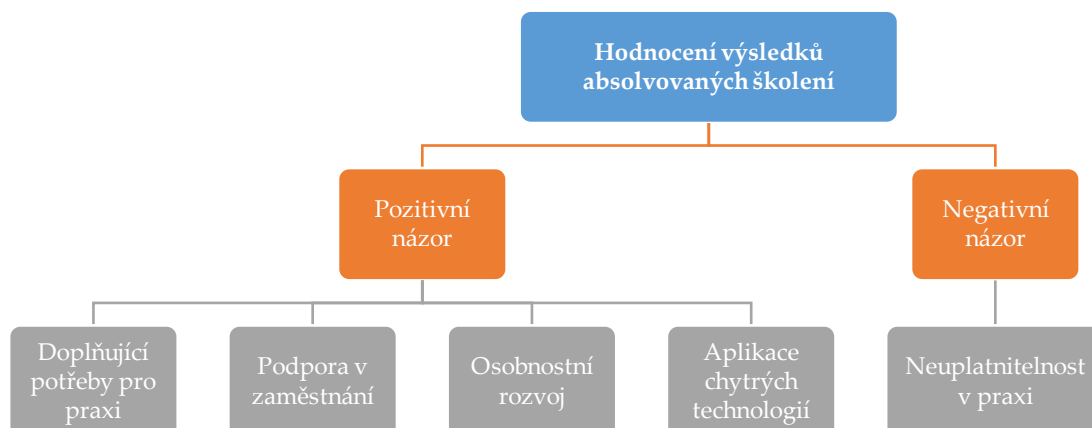 Hodnocení výsledků
absolvovaných školení
Pozitivní
názor
Negativní
názor
Doplňující
potřeby pro
praxi
Podpora v
zaměstnání
Osobnostní
rozvoj
Aplikace
chytrých
technologií
Neuplatnitelnost
v praxi